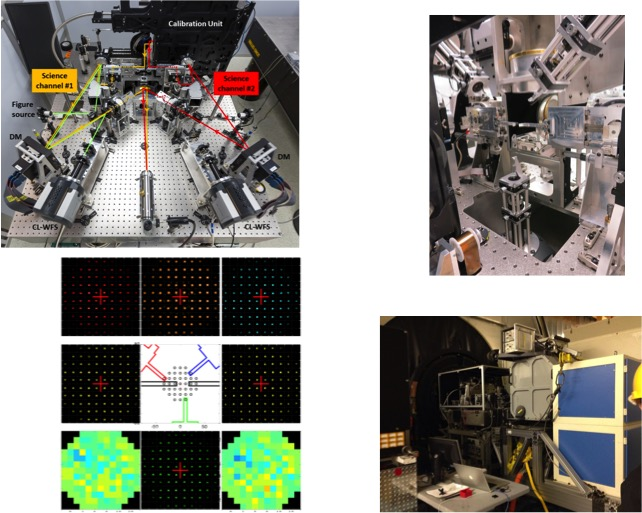 Calibration Unit
Science
channel #1
Science
channel #2
Figure
source
DM
DM
CL-WFS
CL-WFS